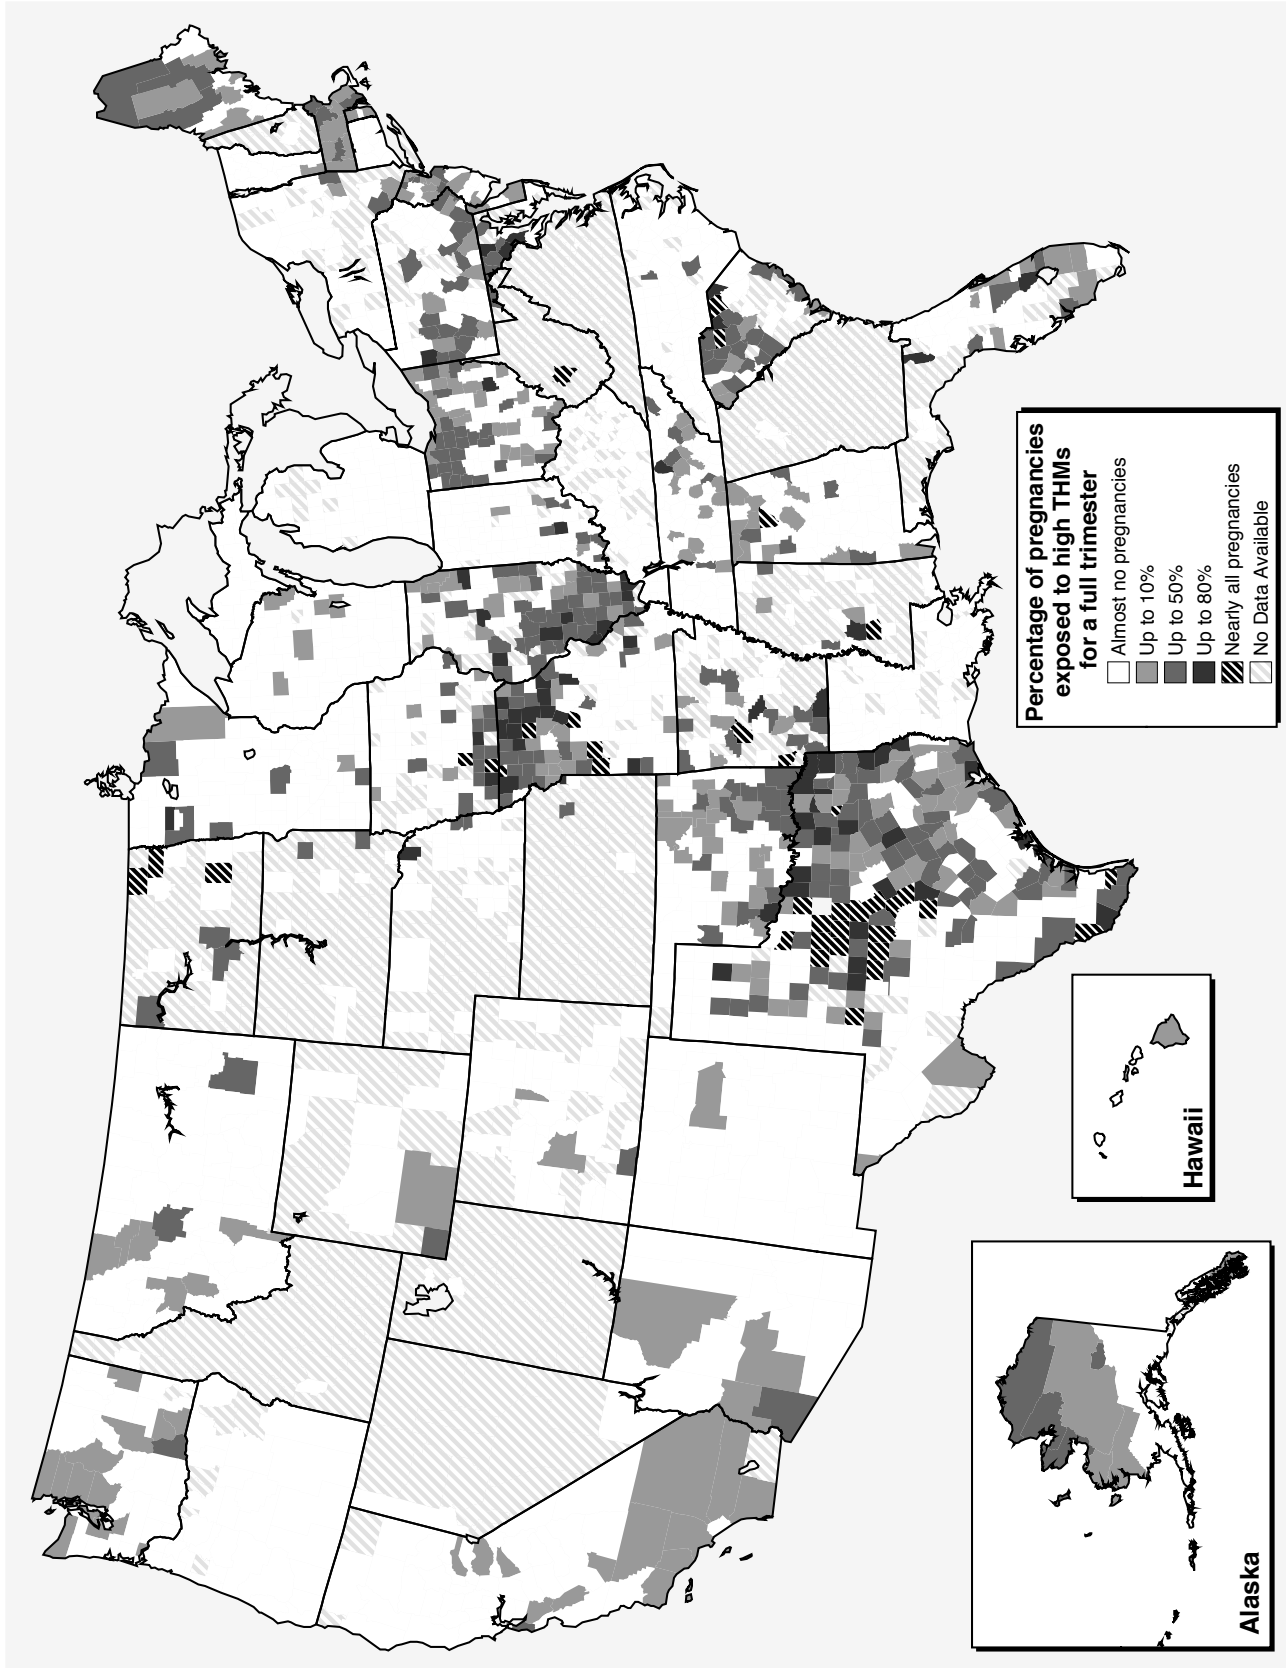 Percentage of pregnancies
exposed to high THMs
for a full trimester
Almost no pregnancies
Up to 10%
Up to 50%
Up to 80%
Nearly all pregnancies
No Data Available
Alaska
Hawaii